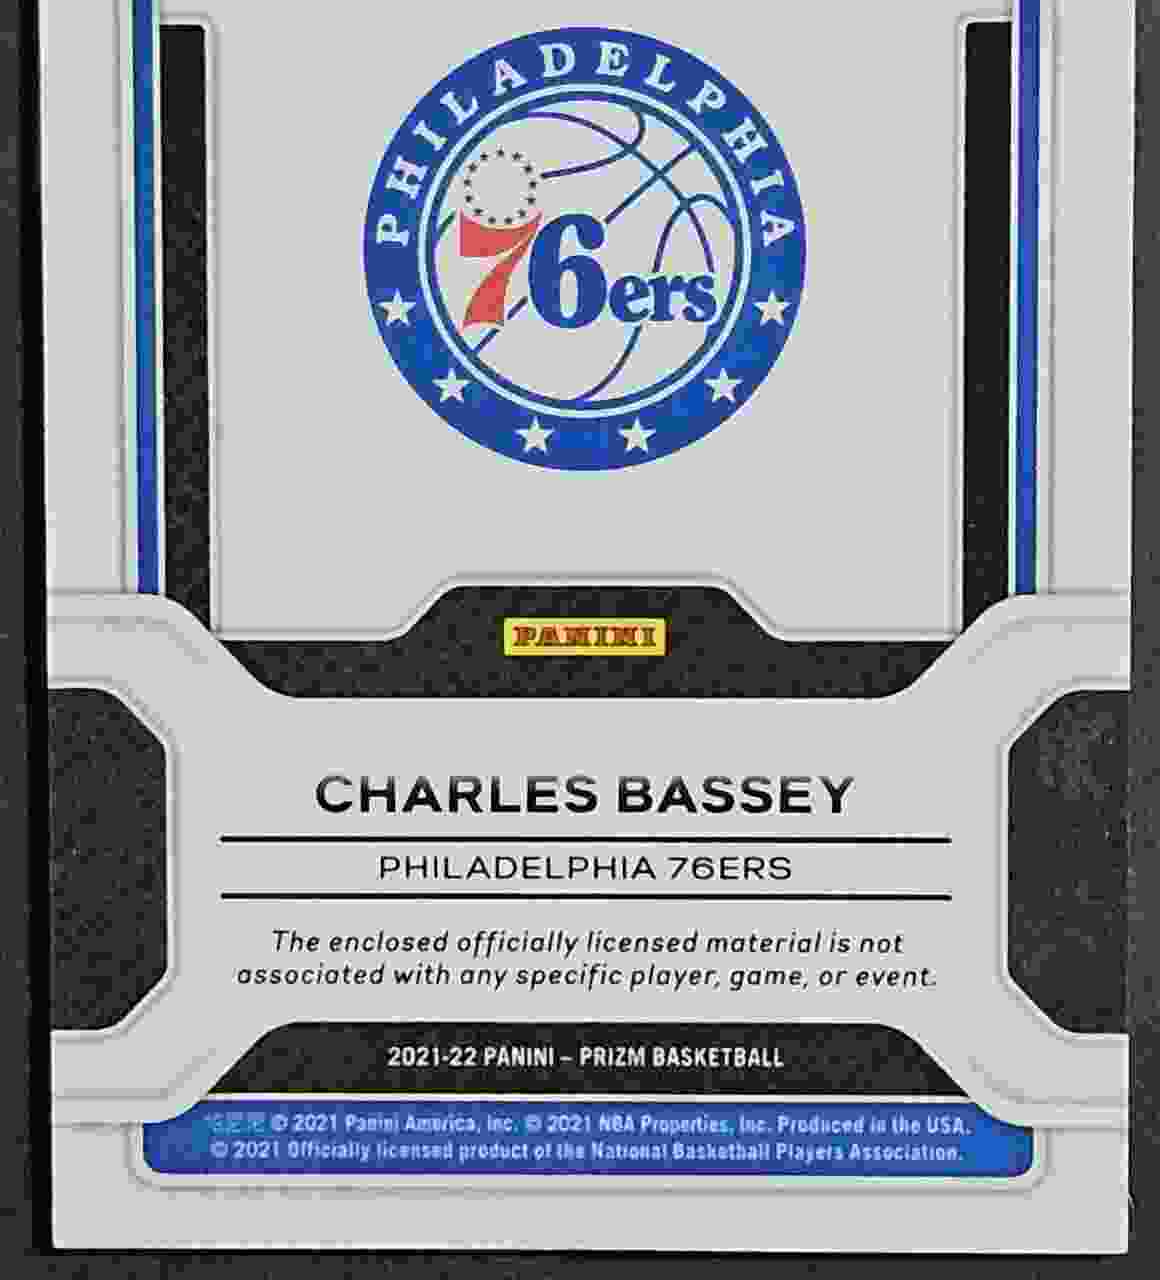 PHILADELPHIA
76ers
PANINI
CHARLES BASSEY
PHILADELPHIA 76ERS
The enclosed officially licensed material is not
associated with any specific player, game, or event.
2021-22 PANINI – PRIZM BASKETBALL
© 2021 Panini America, Inc. © 2021 NBA Properties, Inc. Produced in the USA.
© 2021 Officially licensed product of the National Basketball Players Association.